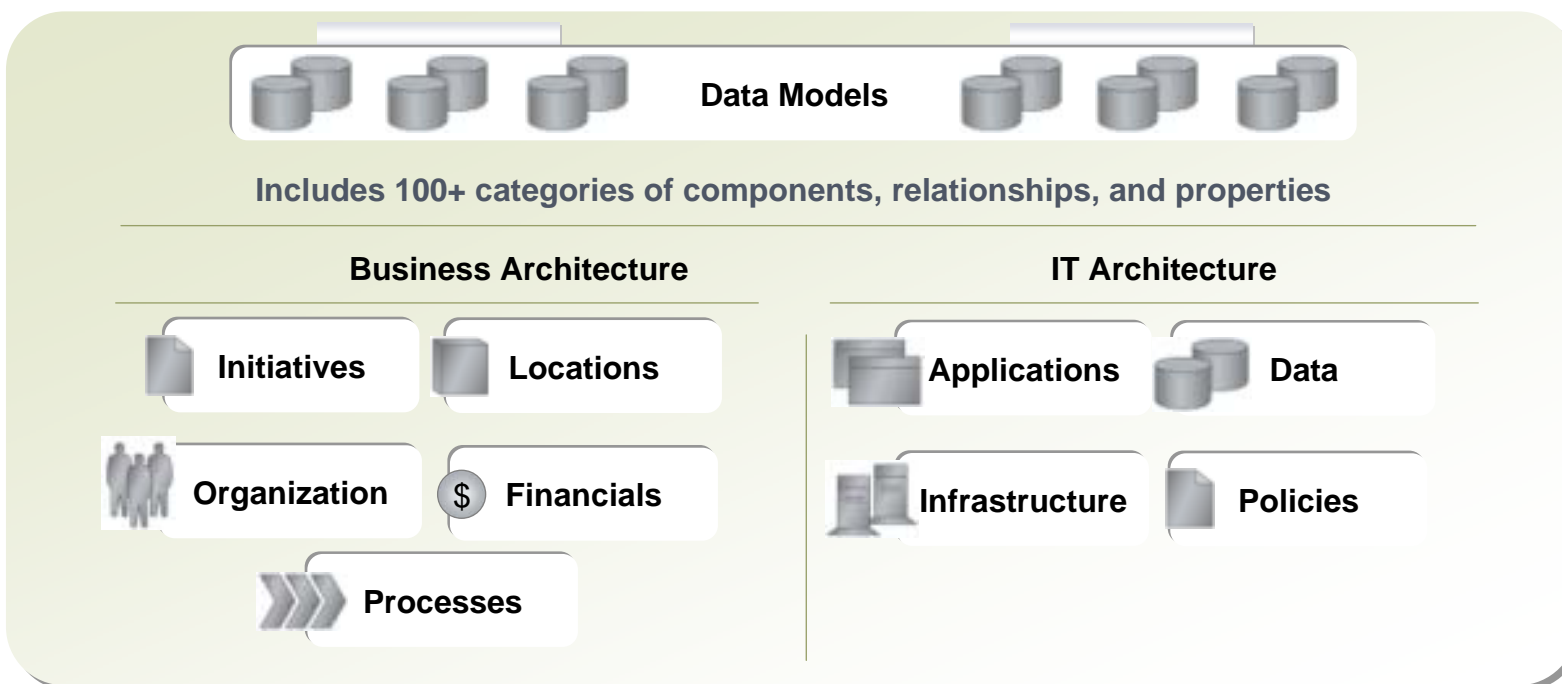 Data Models
Includes 100+ categories of components, relationships, and properties
Business Architecture
Initiatives
Locations
Organization
$ Financials
Processes
IT Architecture
Applications
Data
Infrastructure
Policies